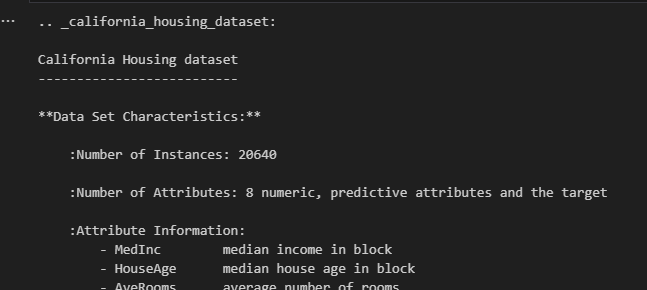 ... .. _california_housing_dataset:
California Housing dataset
--------------------------
**Data Set Characteristics:**
:Number of Instances: 20640
:Number of Attributes: 8 numeric, predictive attributes and the target
:Attribute Information:
- MedInc        median income in block
- HouseAge      median house age in block
- AveRooms      average number of rooms